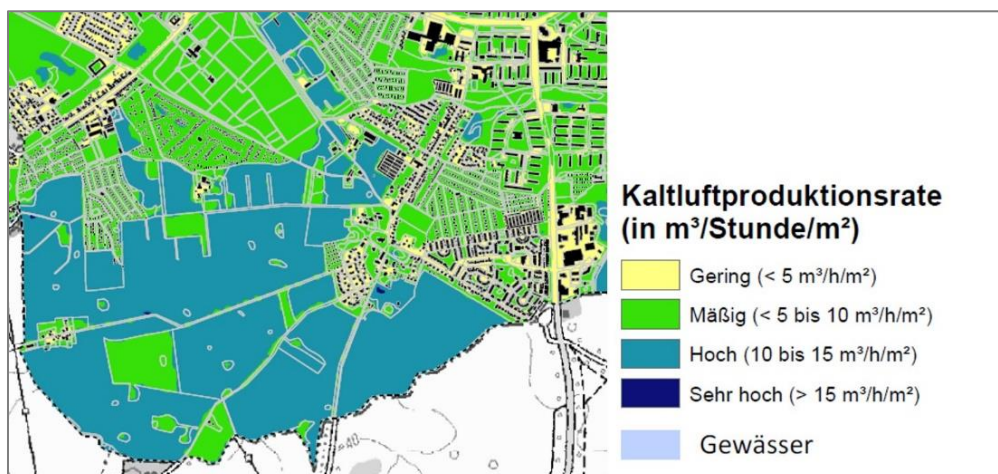 Kaltluftproduktionsrate
(in m³/Stunde/m²)
Gering (< 5 m³/h/m²)
Mäßig (< 5 bis 10 m³/h/m²)
Hoch (10 bis 15 m³/h/m²)
Sehr hoch (> 15 m³/h/m²)
Gewässer
40